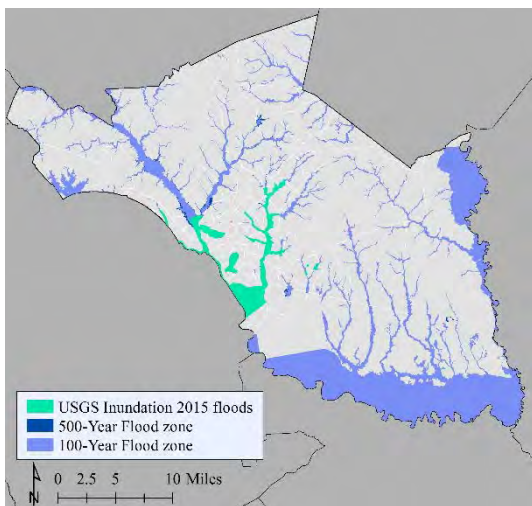 USGS Inundation 2015 floods
500-Year Flood zone
100-Year Flood zone
N
0 2.5 5 10 Miles